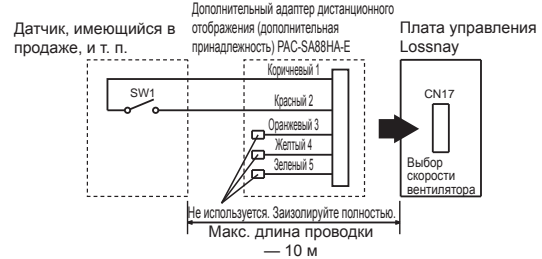 Датчик, имеющийся в
продаже, и т. п.
Дополнительный адаптер дистанционного
отображения (дополнительная
принадлежность) PAC-SA88HA-E
Плата управления
Lossnay
Коричневый 1
SW1
Красный 2
Оранжевый 3
Желтый 4
Зеленый 5
CN17
Выбор
скорости
вентилятора
Не используется. Заизолируйте полностью.
Макс. длина проводки
— 10 м